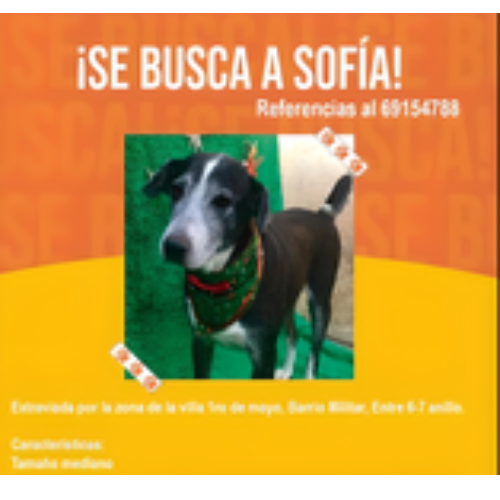 ¡SE BUSCA A SOFÍA!
Referencias al 69154788
Extraviada por la zona de la villa 1ro de mayo, Barrio Militar, Entre 6-7 anillo.
Características:
Tamaño mediano